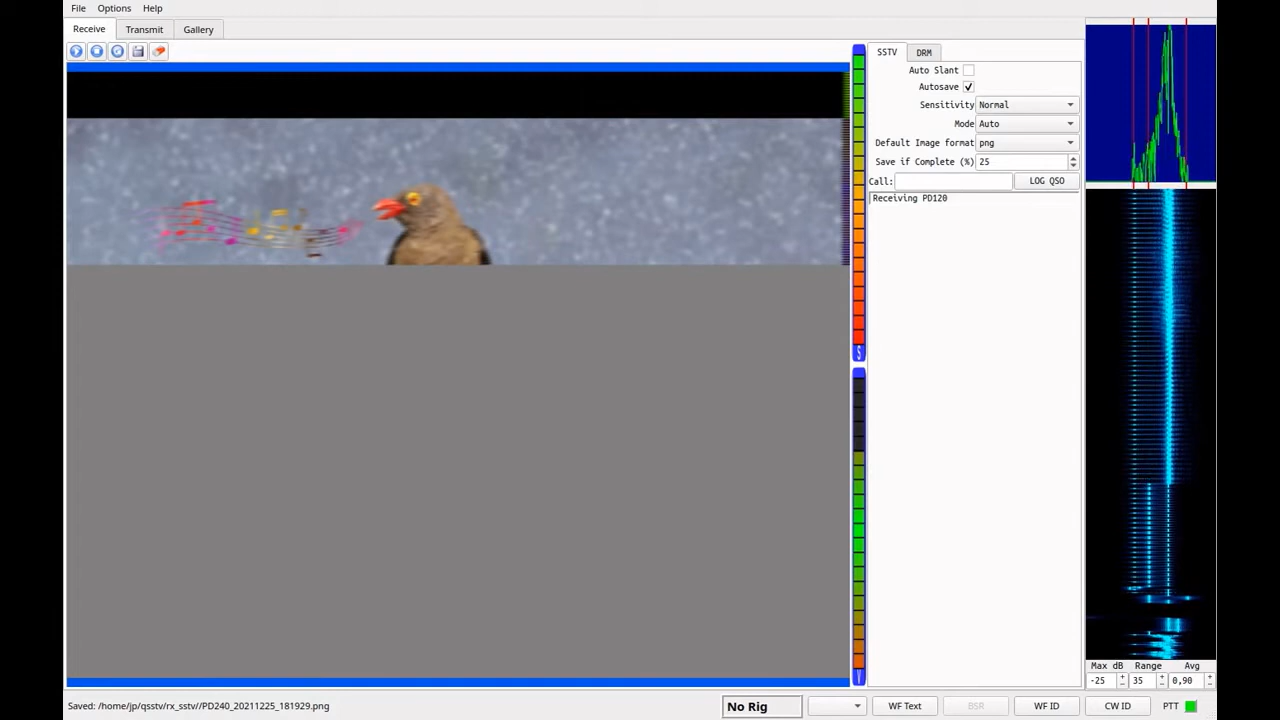 File Options Help
Receive Transmit Gallery
SSTV DRM
Auto Slant
Autosave
Sensitivity Normal
Mode Auto
Default Image format png
Save if Complete (%) 25
Call: LOG QSO
Receiving PD120
S
V
Max dB Range Avg
-25 35 0,90
Saved: /home/jp/qsstv/rx_sstv//PD240_20211225_181929.png
No Rig
WF Text BSR WF ID CW ID PTT